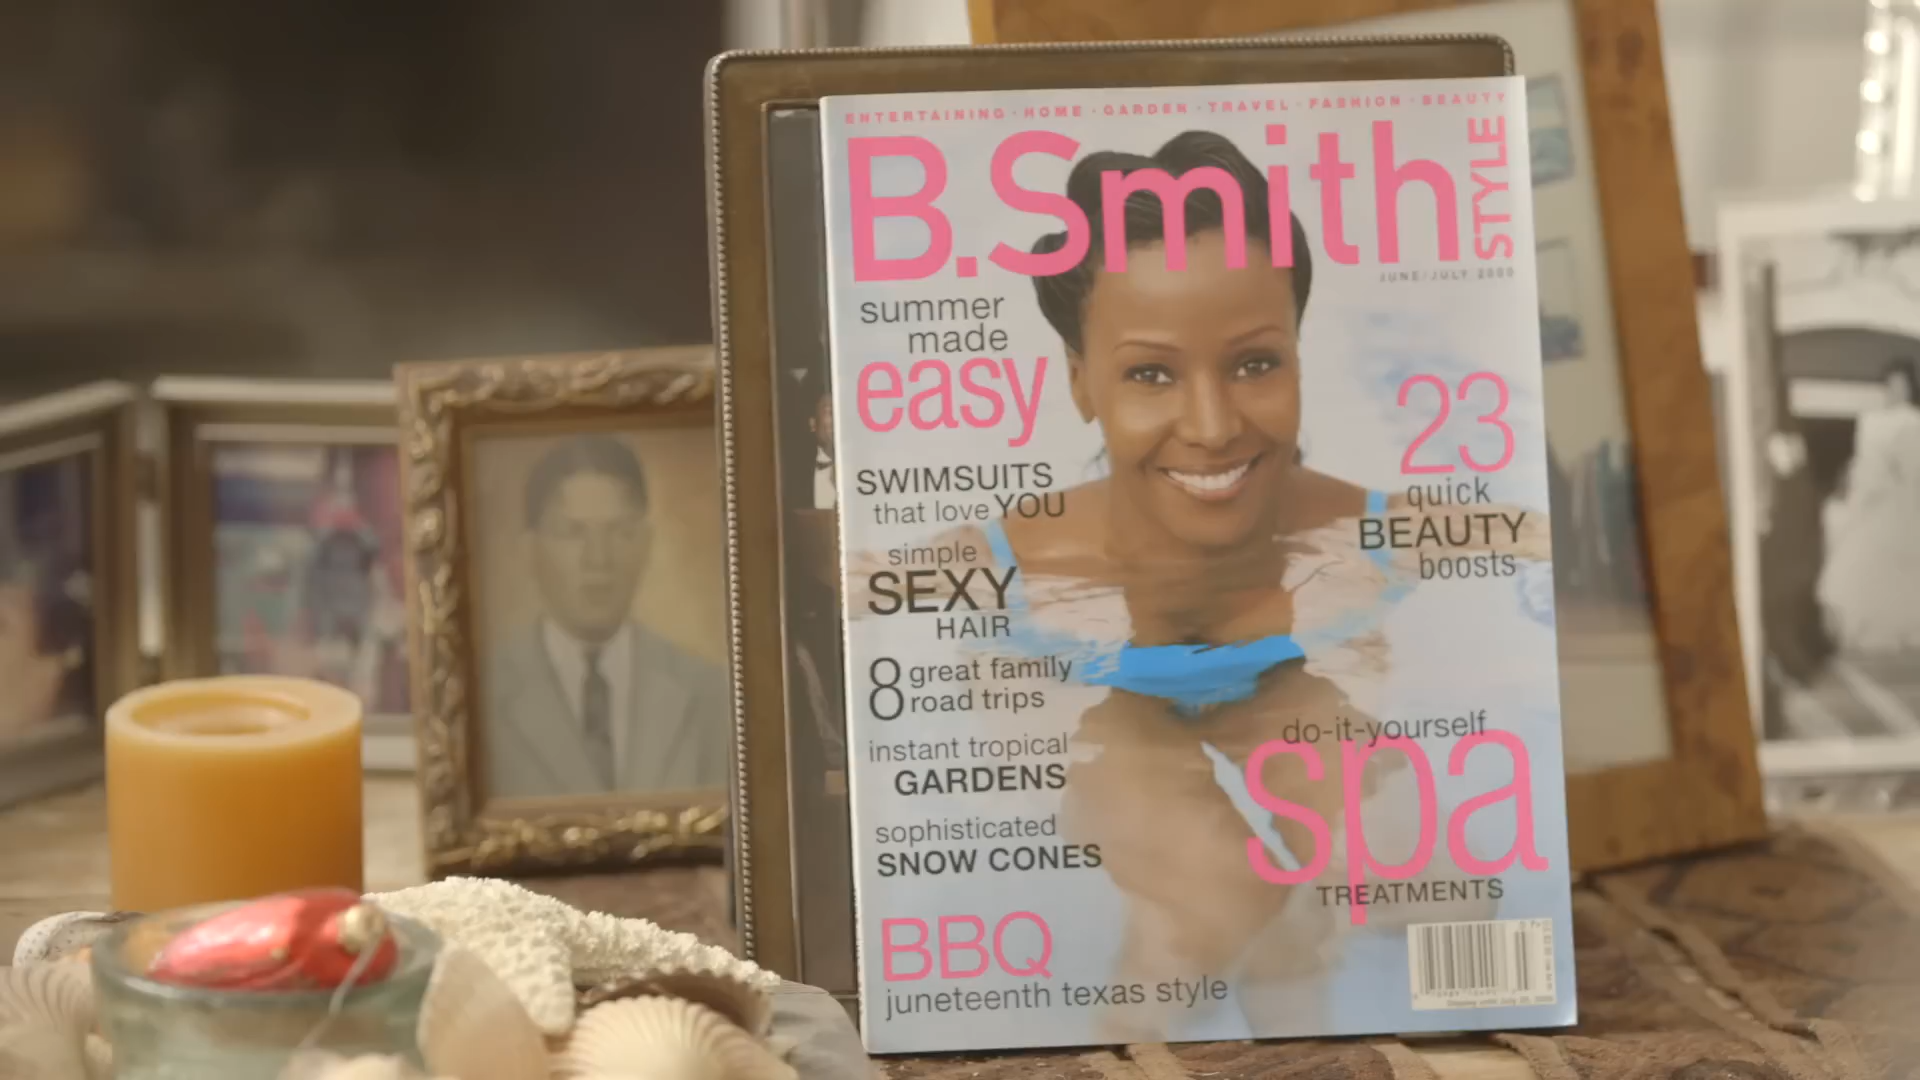 ENTERTAINING · HOME · GARDEN · TRAVEL · FASHION · BEAUTY
B.Smith
STYLE
JUNE/JULY 2000
summer
made
easy
SWIMSUITS
that love YOU
simple
SEXY
HAIR
8 great family
road trips
instant tropical
GARDENS
sophisticated
SNOW CONES
BBQ
juneteenth texas style
23
quick
BEAUTY
boosts
do-it-yourself
spa
TREATMENTS